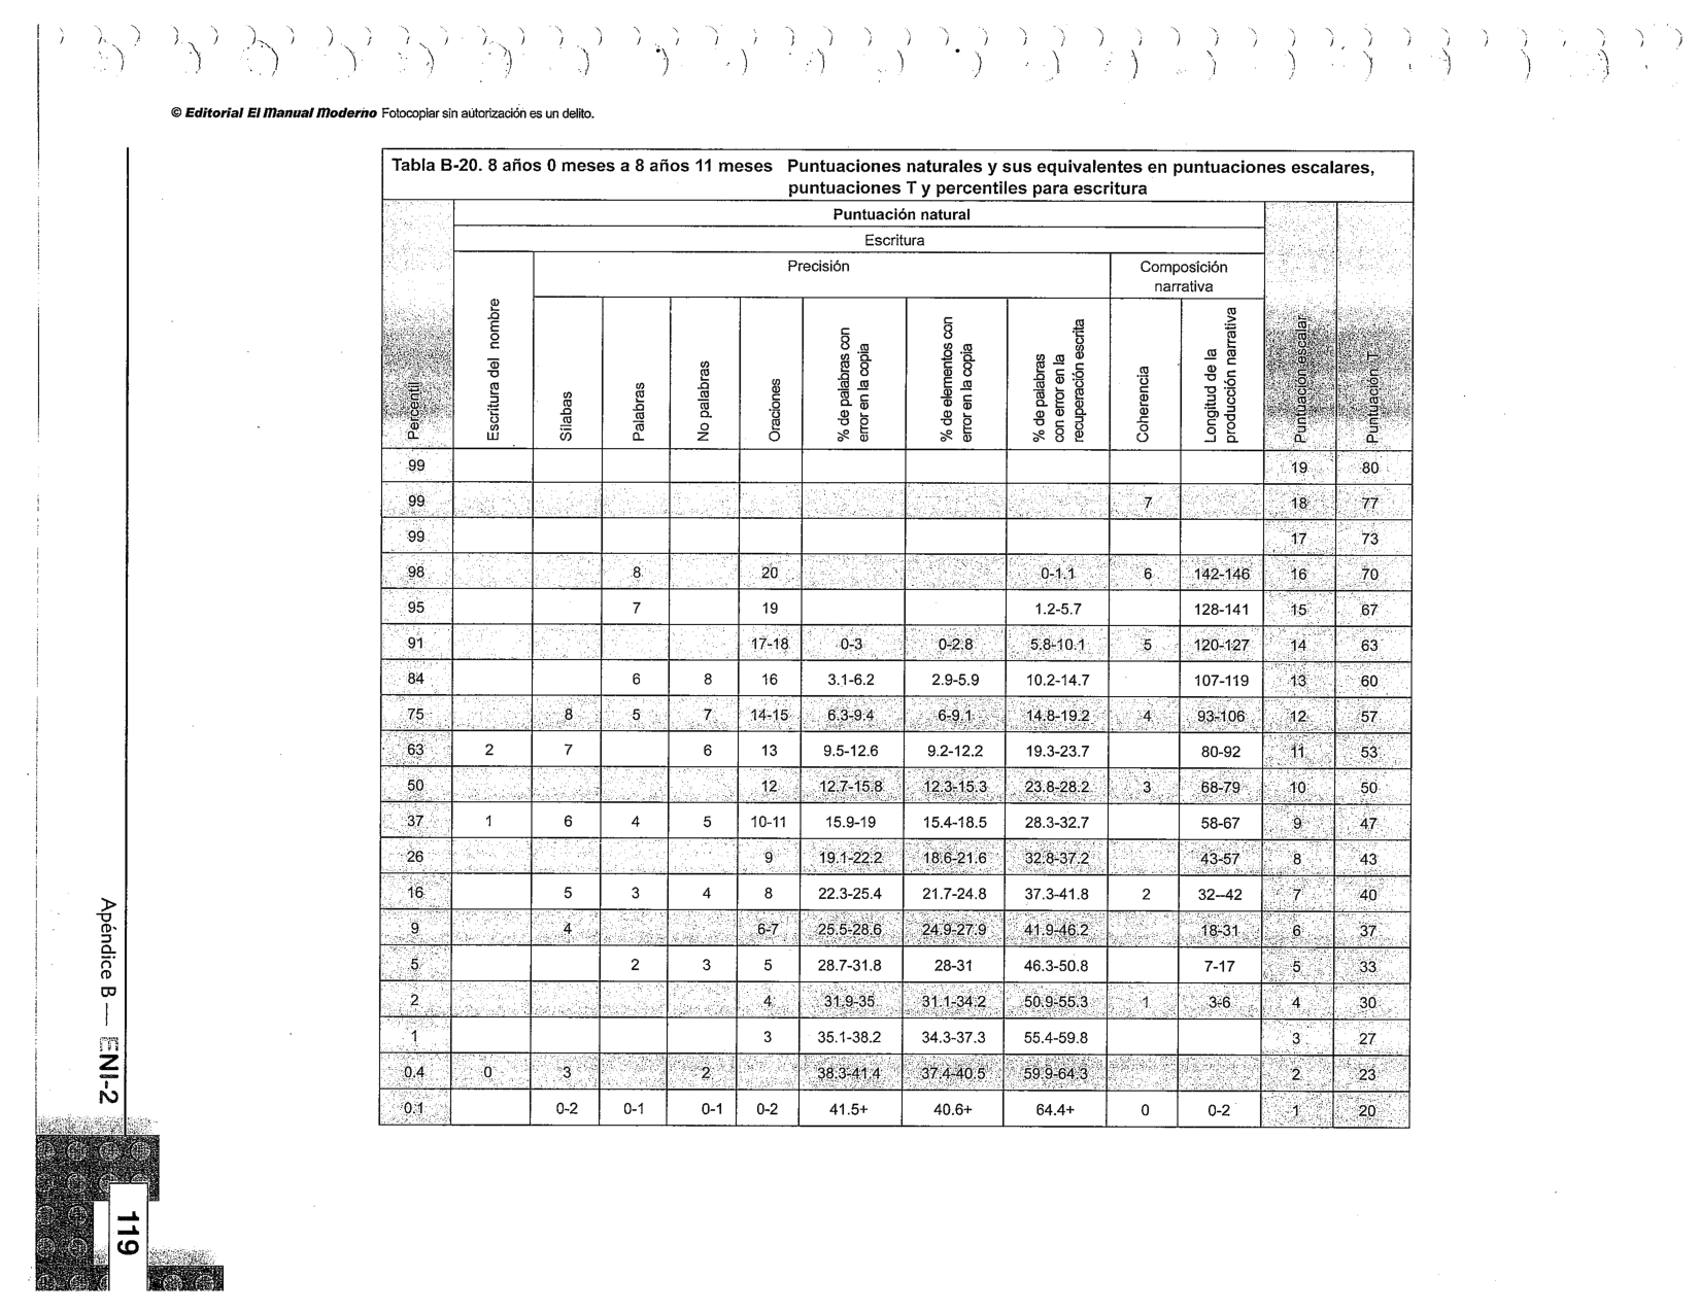 © Editorial El Manual Moderno Fotocopiar sin autorización es un delito.
Tabla B-20. 8 años 0 meses a 8 años 11 meses Puntuaciones naturales y sus equivalentes en puntuaciones escalares,
puntuaciones T y percentiles para escritura
Puntuación natural
Escritura
Precisión
Composición
narrativa
Percentil
Escritura del nombre
Sílabas
Palabras
No palabras
Oraciones
% de palabras con
error en la copia
% de elementos con
error en la copia
% de palabras
con error en la
recuperación escrita
Coherencia
Longitud de la
producción narrativa
Puntuación escalar
Puntuación T
99 19 80
99 7 18 77
99 17 73
98 8 20 0-1.1 6 142-146 16 70
95 7 19 1.2-5.7 128-141 15 67
91 17-18 0-3 0-2.8 5.8-10.1 5 120-127 14 63
84 6 8 16 3.1-6.2 2.9-5.9 10.2-14.7 107-119 13 60
75 8 5 7 14-15 6.3-9.4 6-9.1 14.8-19.2 4 93-106 12 57
63 2 7 6 13 9.5-12.6 9.2-12.2 19.3-23.7 80-92 11 53
50 12 12.7-15.8 12.3-15.3 23.8-28.2 3 68-79 10 50
37 1 6 4 5 10-11 15.9-19 15.4-18.5 28.3-32.7 58-67 9 47
26 9 19.1-22.2 18.6-21.6 32.8-37.2 43-57 8 43
16 5 3 4 8 22.3-25.4 21.7-24.8 37.3-41.8 2 32--42 7 40
9 4 6-7 25.5-28.6 24.9-27.9 41.9-46.2 18-31 6 37
5 2 3 5 28.7-31.8 28-31 46.3-50.8 7-17 5 33
2 4 31.9-35 31.1-34.2 50.9-55.3 1 3-6 4 30
1 3 35.1-38.2 34.3-37.3 55.4-59.8 3 27
0.4 0 3 2 38.3-41.4 37.4-40.5 59.9-64.3 2 23
0.1 0-2 0-1 0-1 0-2 41.5+ 40.6+ 64.4+ 0 0-2 1 20
Apéndice B — ENI-2
119